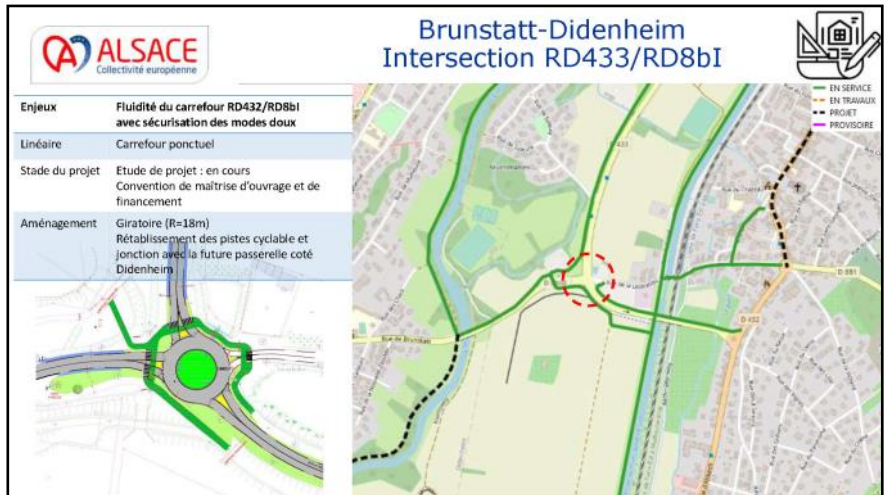 ALSACE
Collectivité européenne
Brunstatt-Didenheim
Intersection RD433/RD8bI
Enjeux
Fluidité du carrefour RD432/RD8bI
avec sécurisation des modes doux
Linéaire
Carrefour ponctuel
Stade du projet
Etude de projet : en cours
Convention de maîtrise d'ouvrage et de
financement
Aménagement
Giratoire (R=18m)
Rétablissement des pistes cyclable et
jonction avec la future passerelle coté
Didenheim
EN SERVICE
EN TRAVAUX
PROJET
PROVISOIRE
D 433
Rue de Brunstatt
D 432